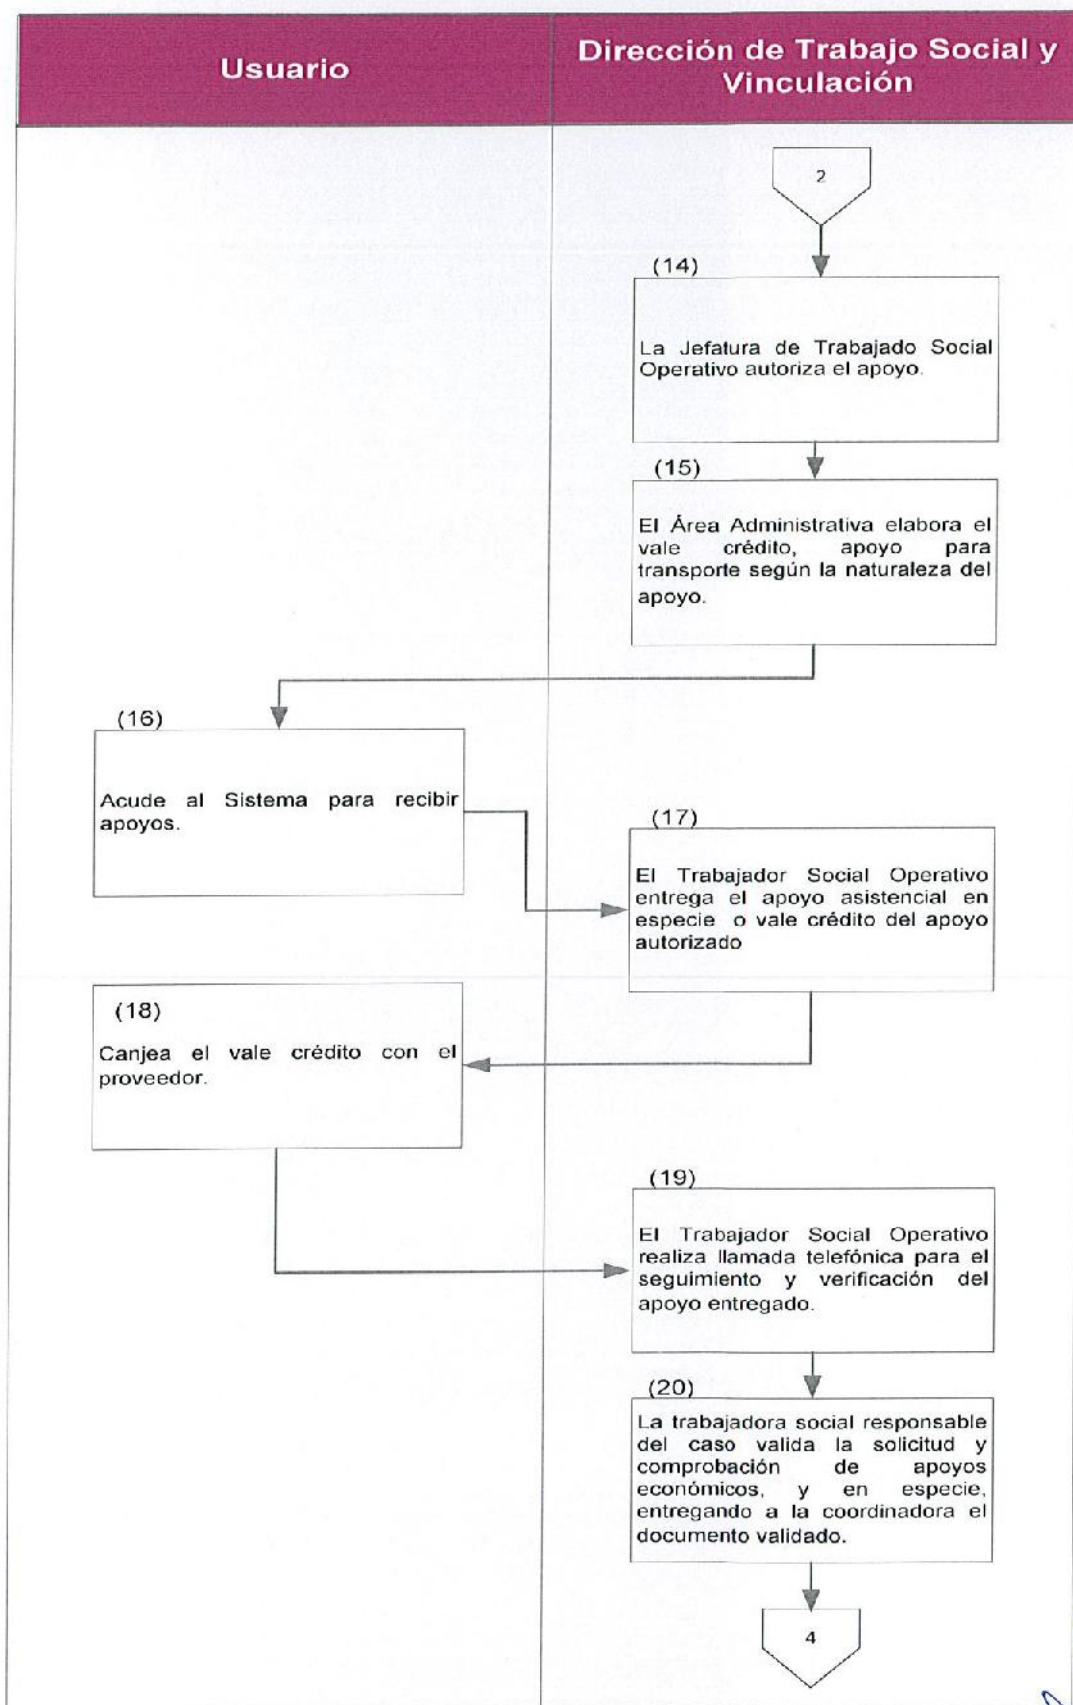 Usuario
Dirección de Trabajo Social y
Vinculación
2
(14)
La Jefatura de Trabajado Social
Operativo autoriza el apoyo.
(15)
El Área Administrativa elabora el
vale crédito, apoyo para
transporte según la naturaleza del
apoyo.
(16)
Acude al Sistema para recibir
apoyos.
(17)
El Trabajador Social Operativo
entrega el apoyo asistencial en
especie o vale crédito del apoyo
autorizado
(18)
Canjea el vale crédito con el
proveedor.
(19)
El Trabajador Social Operativo
realiza llamada telefónica para el
seguimiento y verificación del
apoyo entregado.
(20)
La trabajadora social responsable
del caso valida la solicitud y
comprobación de apoyos
económicos, y en especie,
entregando a la coordinadora el
documento validado.
4